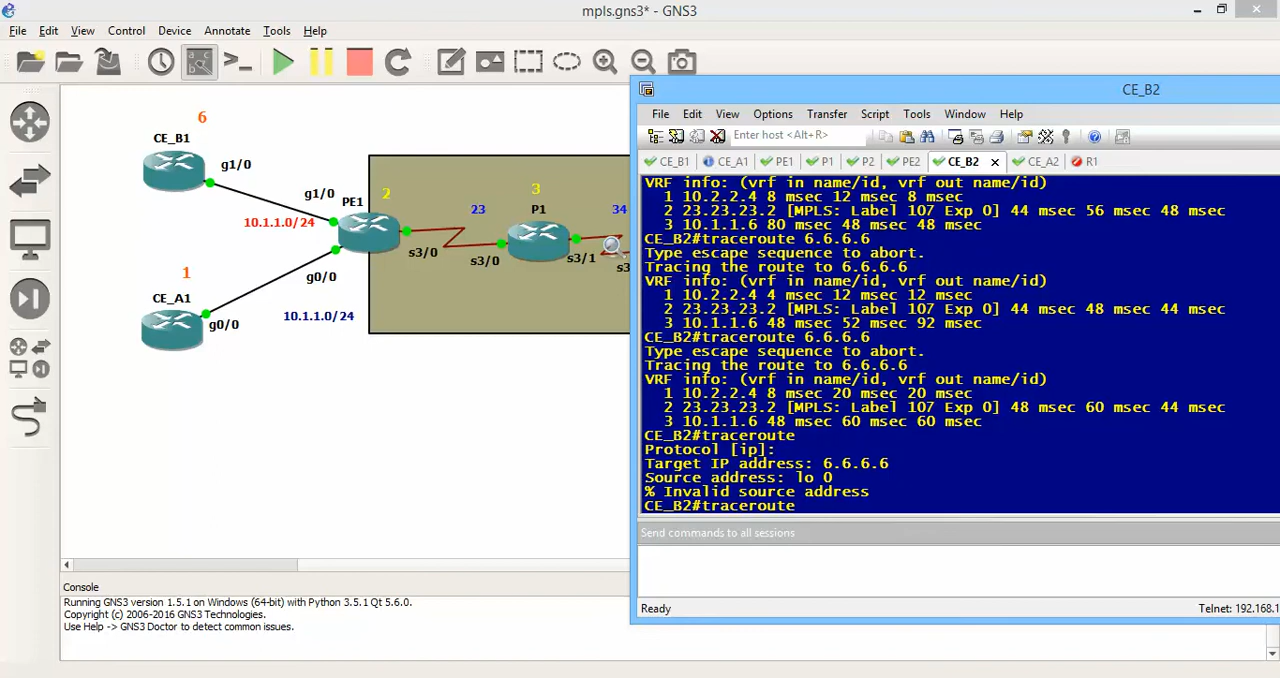 mpls.gns3* - GNS3
File Edit View Control Device Annotate Tools Help
6
CE_B1
g1/0
g1/0
PE1
2
10.1.1.0/24
23
3
P1
34
s3/0
s3/0
s3/1
1
CE_A1
g0/0
g0/0
10.1.1.0/24
Console
Running GNS3 version 1.5.1 on Windows (64-bit) with Python 3.5.1 Qt 5.6.0.
Copyright (c) 2006-2016 GNS3 Technologies.
Use Help -> GNS3 Doctor to detect common issues.
CE_B2
File Edit View Options Transfer Script Tools Window Help
Enter host <Alt+R>
CE_B1 CE_A1 PE1 P1 P2 PE2 CE_B2 CE_A2 R1
VRF info: (vrf in name/id, vrf out name/id)
1 10.2.2.4 8 msec 12 msec 8 msec
2 23.23.23.2 [MPLS: Label 107 Exp 0] 44 msec 56 msec 48 msec
3 10.1.1.6 80 msec 48 msec 48 msec
CE_B2#traceroute 6.6.6.6
Type escape sequence to abort.
Tracing the route to 6.6.6.6
VRF info: (vrf in name/id, vrf out name/id)
1 10.2.2.4 4 msec 12 msec 12 msec
2 23.23.23.2 [MPLS: Label 107 Exp 0] 44 msec 48 msec 44 msec
3 10.1.1.6 48 msec 52 msec 92 msec
CE_B2#traceroute 6.6.6.6
Type escape sequence to abort.
Tracing the route to 6.6.6.6
VRF info: (vrf in name/id, vrf out name/id)
1 10.2.2.4 8 msec 20 msec 20 msec
2 23.23.23.2 [MPLS: Label 107 Exp 0] 48 msec 60 msec 44 msec
3 10.1.1.6 48 msec 60 msec 60 msec
CE_B2#traceroute
Protocol [ip]:
Target IP address: 6.6.6.6
Source address: lo 0
% Invalid source address
CE_B2#traceroute
Send commands to all sessions
Ready
Telnet: 192.168.1